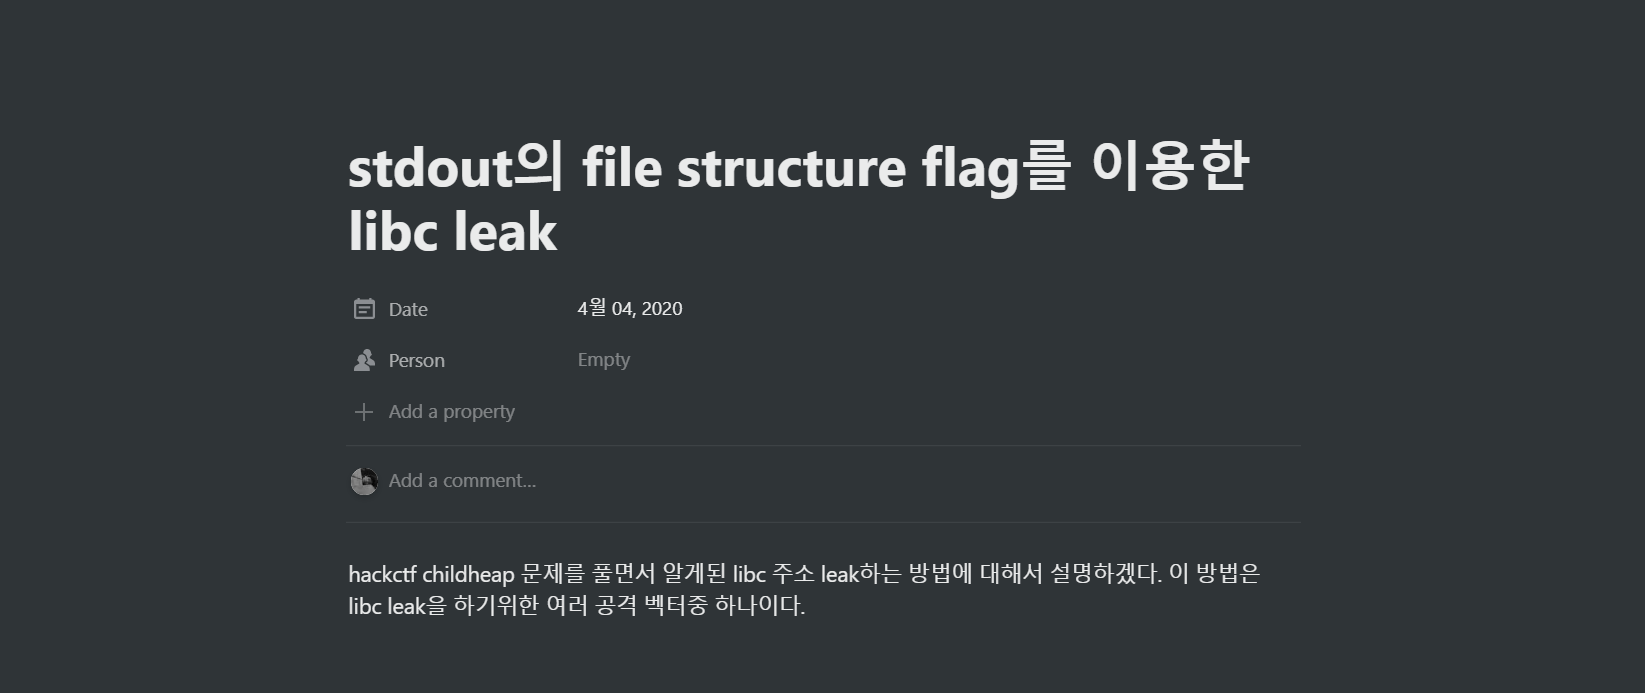 stdout의 file structure flag를 이용한
libc leak
Date 4월 04, 2020
Person Empty
Add a property
Add a comment...
hackctf childheap 문제를 풀면서 알게된 libc 주소 leak하는 방법에 대해서 설명하겠다. 이 방법은
libc leak을 하기위한 여러 공격 벡터중 하나이다.